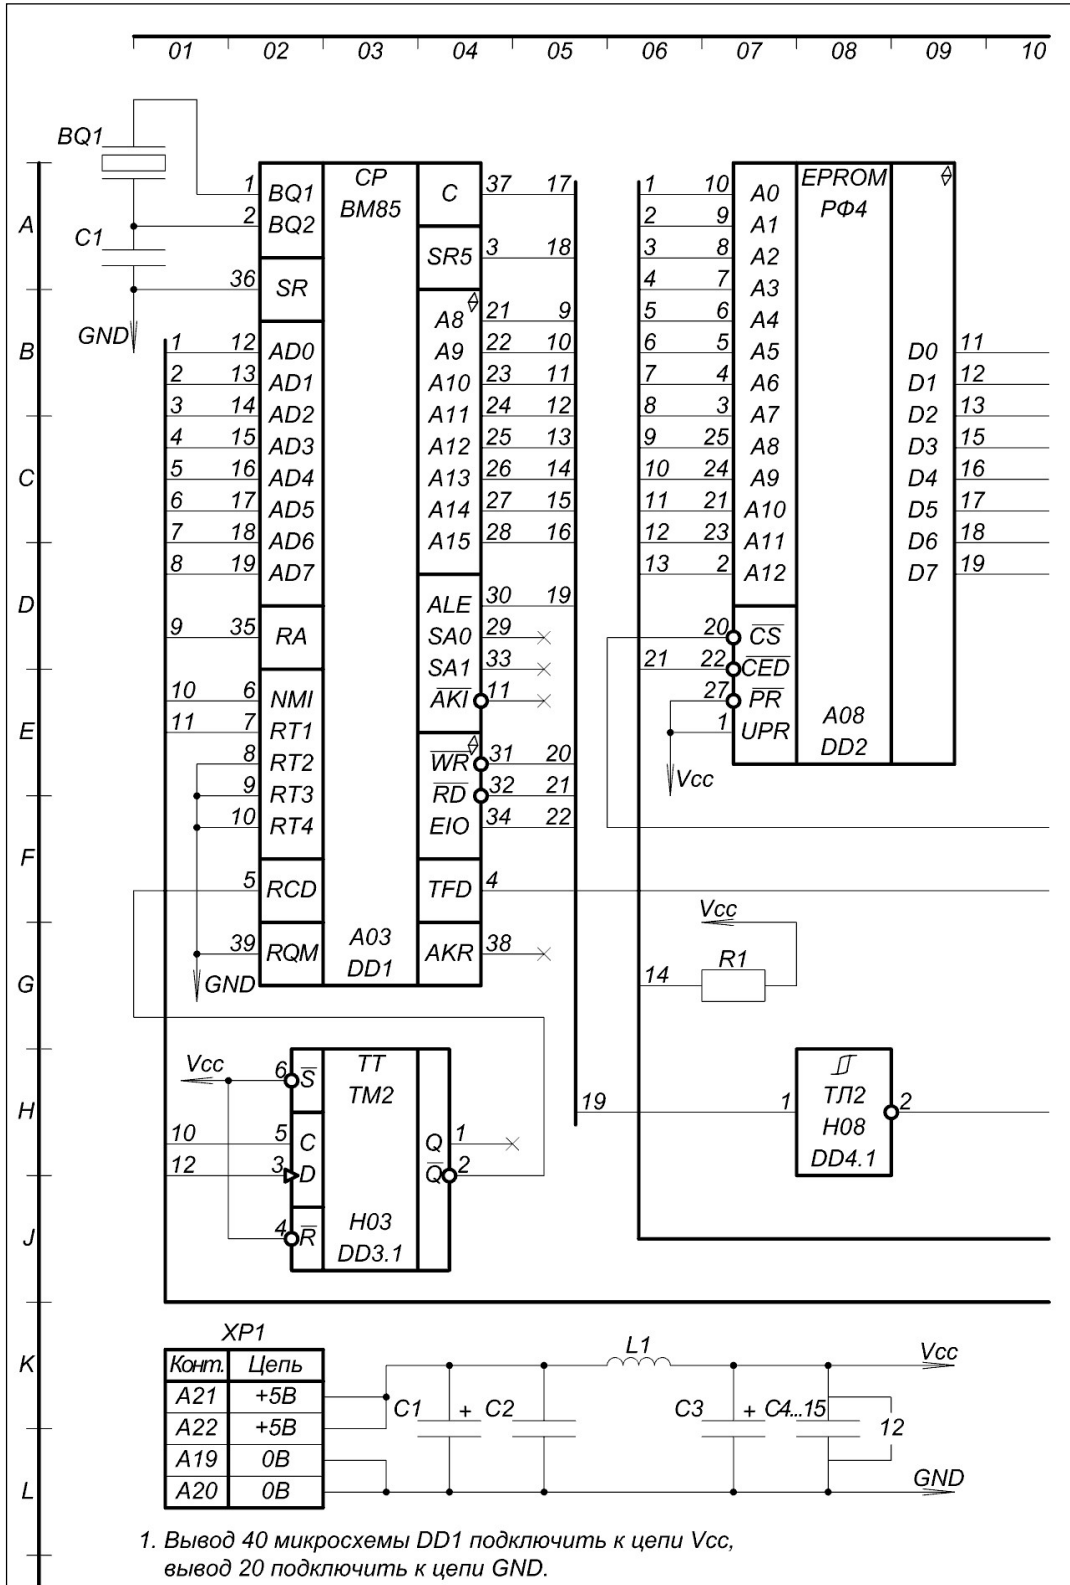 01 02 03 04 05 06 07 08 09 10
BQ1
1 BQ1 CP C 37 17 1 10 A0 EPROM
A 2 BQ2 BM85 2 9 A1 РФ4
C1 SR5 3 18 3 8 A2
36 SR 4 7 A3
GND A8 21 9 5 6 A4
B 1 12 AD0 A9 22 10 6 5 A5 D0 11
2 13 AD1 A10 23 11 7 4 A6 D1 12
3 14 AD2 A11 24 12 8 3 A7 D2 13
4 15 AD3 A12 25 13 9 25 A8 D3 15
C 5 16 AD4 A13 26 14 10 24 A9 D4 16
6 17 AD5 A14 27 15 11 21 A10 D5 17
7 18 AD6 A15 28 16 12 23 A11 D6 18
8 19 AD7 13 2 A12 D7 19
D ALE 30 19
9 35 RA SA0 29 20 CS
SA1 33 21 22 CED
10 6 NMI AKI 11 27 PR A08
E 11 7 RT1 1 UPR DD2
8 RT2 WR 31 20 Vcc
9 RT3 RD 32 21
10 RT4 EIO 34 22
F
5 RCD TFD 4
Vcc
39 RQM A03 AKR 38 R1
G GND DD1 14
Vcc 6 S TT
TM2 ТЛ2
H 19 1 2
10 5 C Q 1 H08
12 3 D Q 2 DD4.1
4 R H03
J DD3.1
XP1
K Конт. Цепь L1 Vcc
A21 +5В
A22 +5В C1 + C2 C3 + C4...15 12
A19 0В
L A20 0В GND
1. Вывод 40 микросхемы DD1 подключить к цепи Vcc,
вывод 20 подключить к цепи GND.